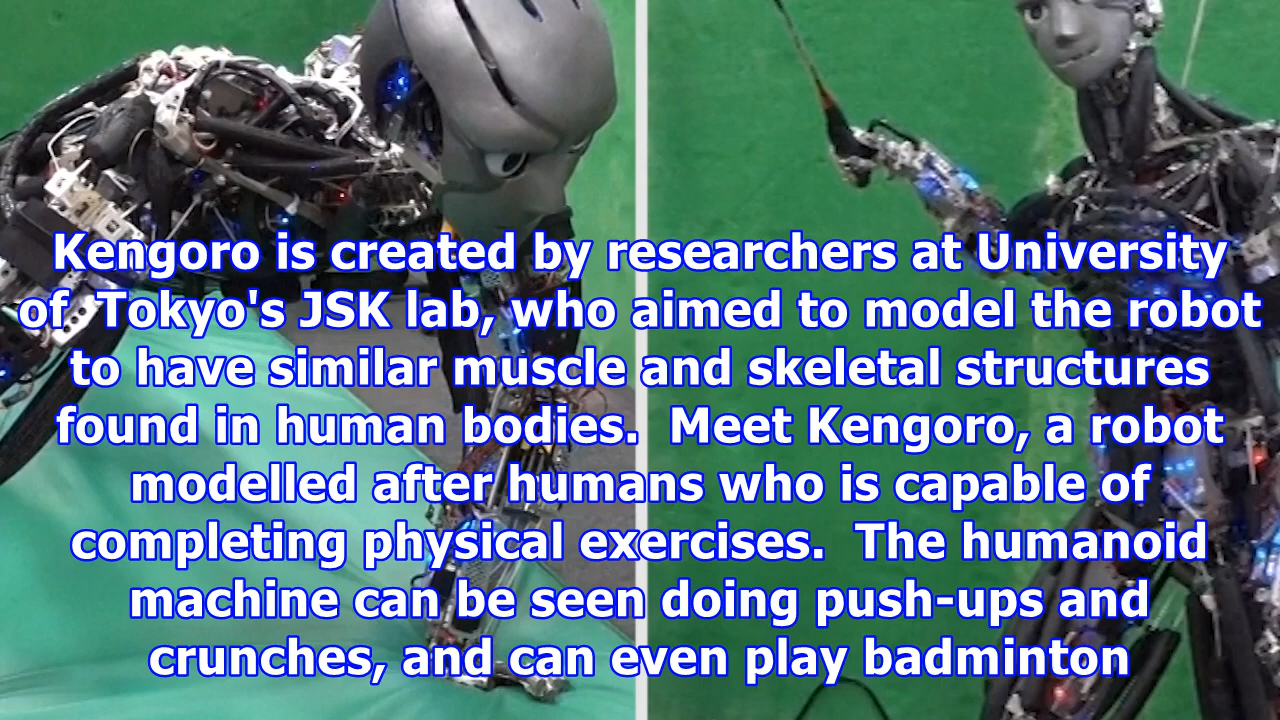 Kengoro is created by researchers at University
of  Tokyo's JSK lab, who aimed to model the robot
to have similar muscle and skeletal structures
found in human bodies.  Meet Kengoro, a robot
modelled after humans who is capable of
completing physical exercises.  The humanoid
machine can be seen doing push-ups and
crunches, and can even play badminton